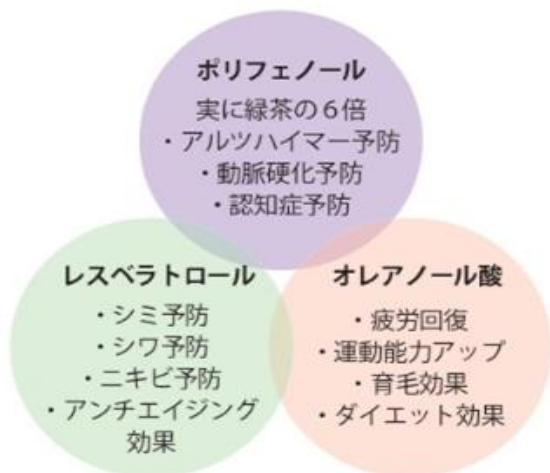 ポリフェノール
実に緑茶の６倍
・アルツハイマー予防
・動脈硬化予防
・認知症予防
レスベラトロール
・シミ予防
・シワ予防
・ニキビ予防
・アンチエイジング
効果
オレアノール酸
・疲労回復
・運動能力アップ
・育毛効果
・ダイエット効果